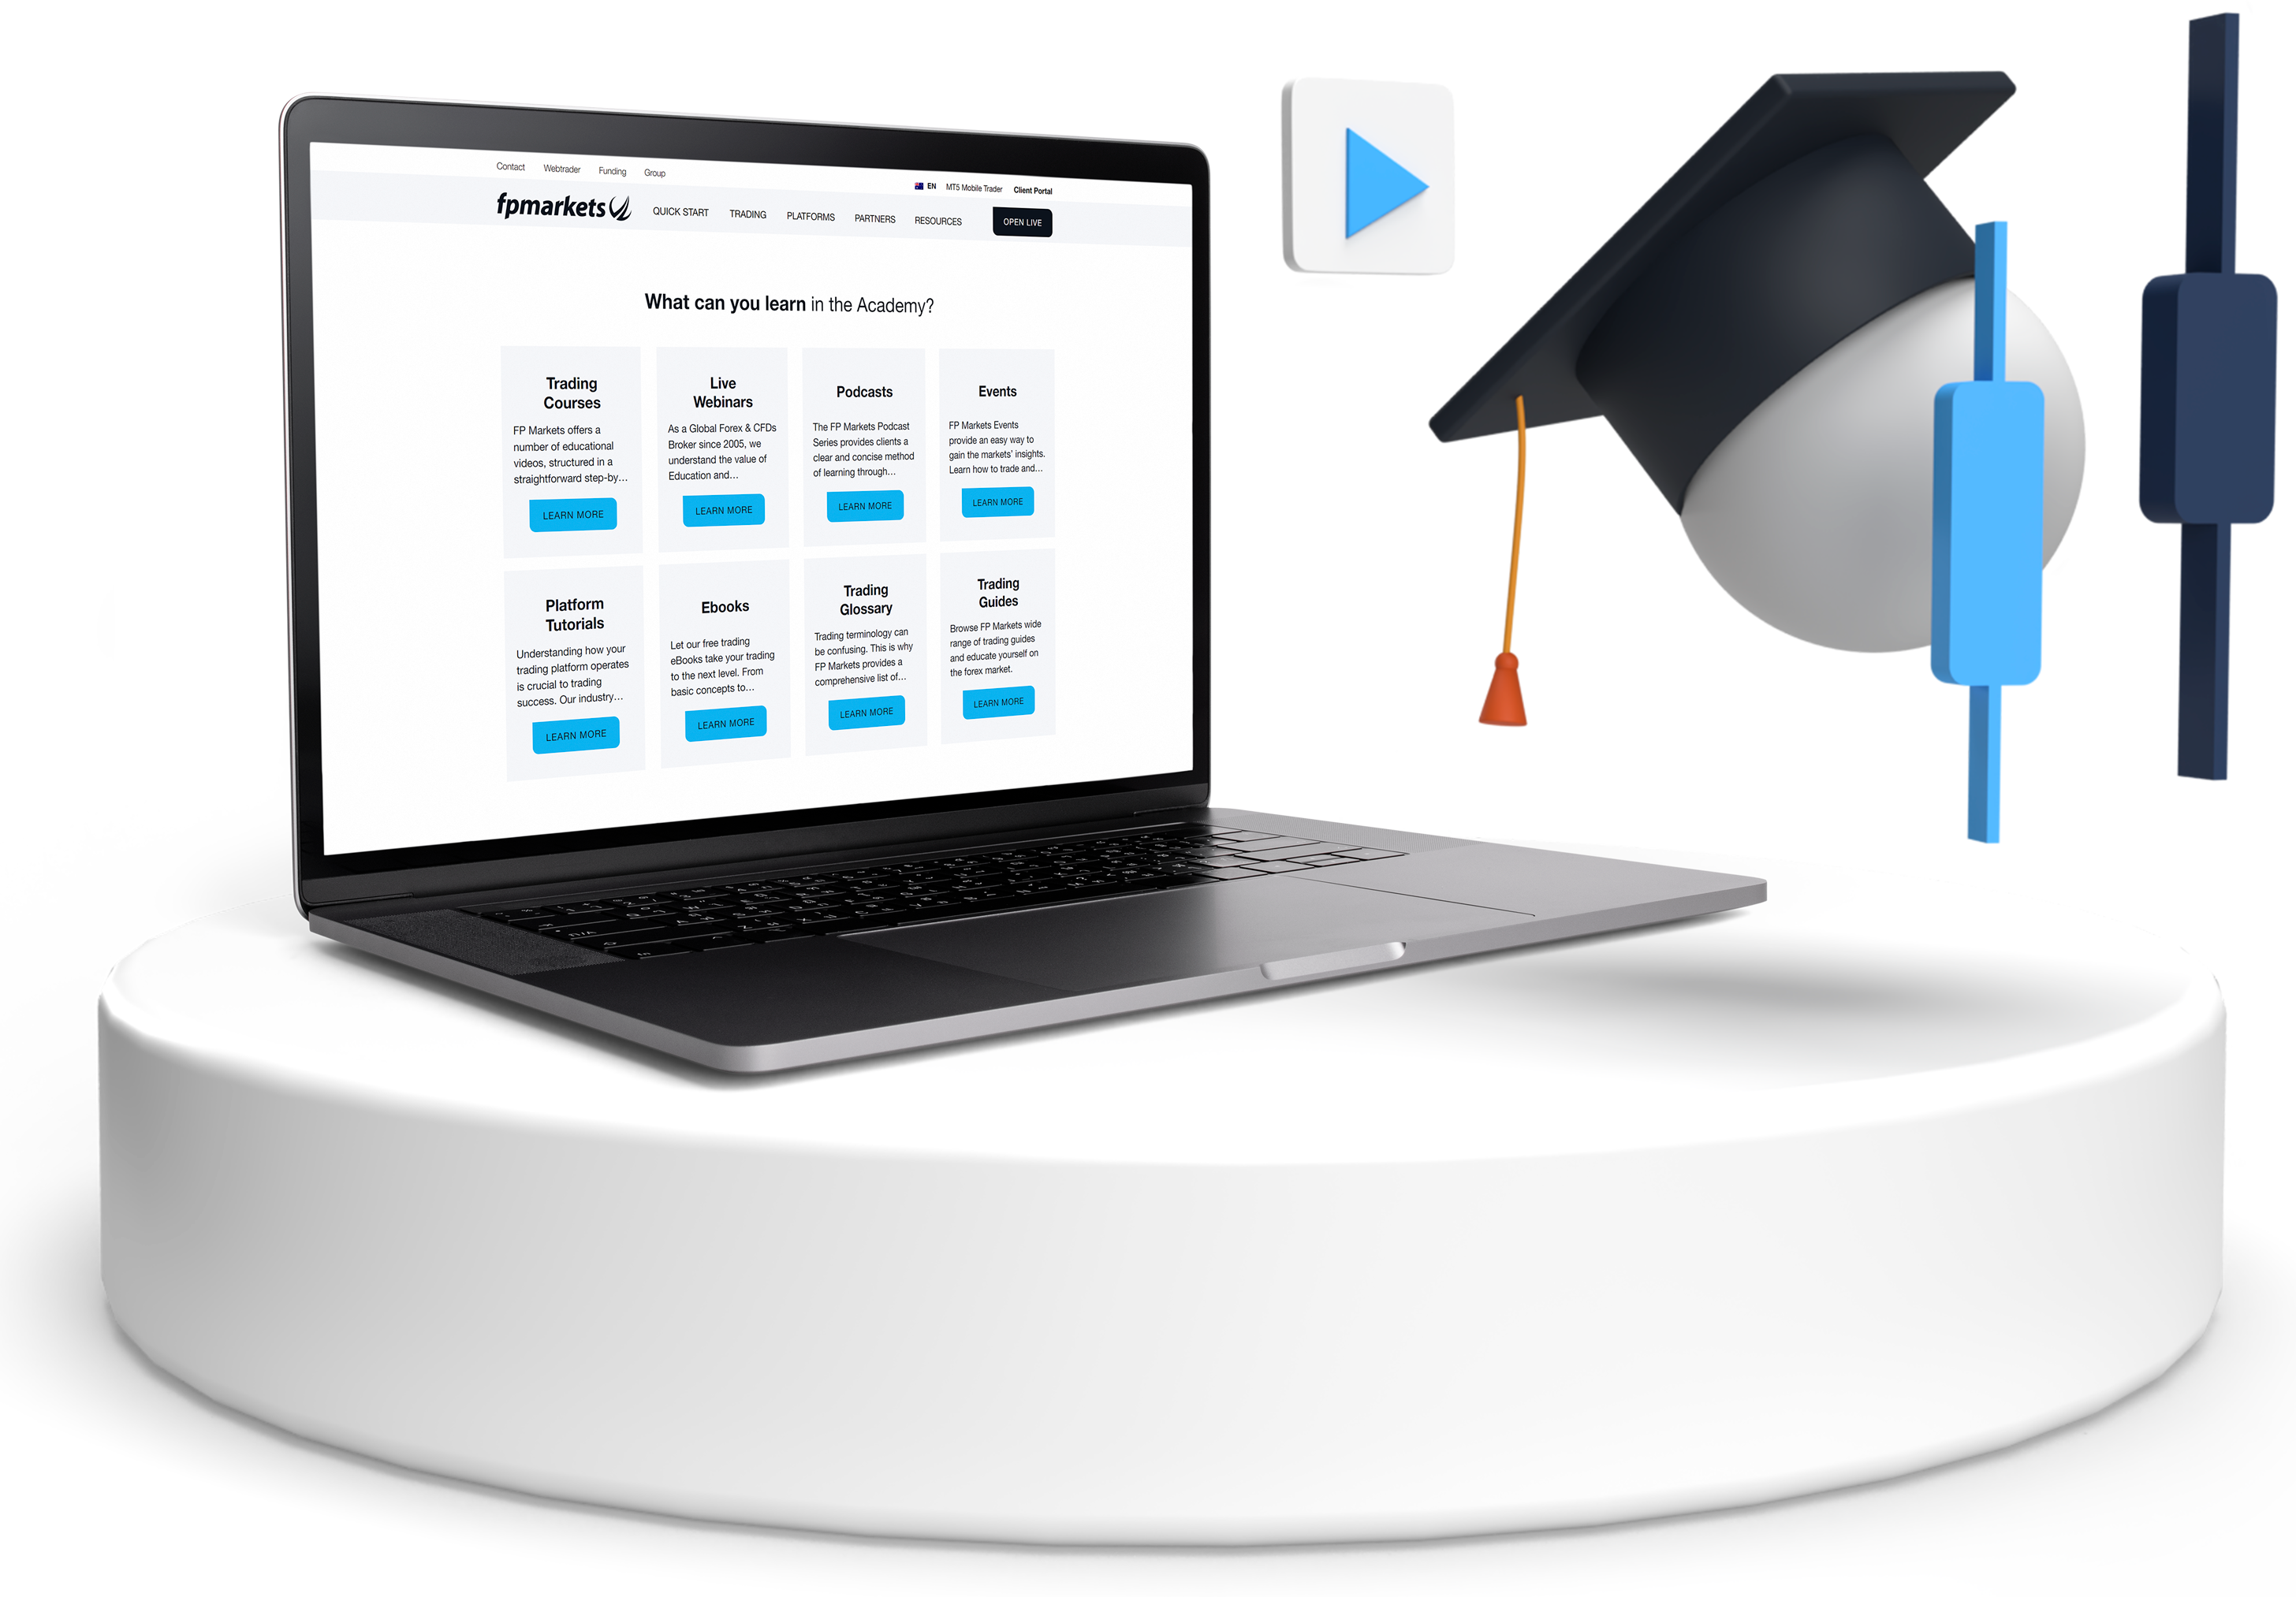 Contact Webtrader Funding Group
EN MT5 Mobile Trader Client Portal
fpmarkets QUICK START TRADING PLATFORMS PARTNERS RESOURCES OPEN LIVE
What can you learn in the Academy?
Trading
Courses
FP Markets offers a
number of educational
videos, structured in a
straightforward step-by...
LEARN MORE
Live
Webinars
As a Global Forex & CFDs
Broker since 2005, we
understand the value of
Education and...
LEARN MORE
Podcasts
The FP Markets Podcast
Series provides clients a
clear and concise method
of learning through...
LEARN MORE
Events
FP Markets Events
provide an easy way to
gain the markets' insights.
Learn how to trade and...
LEARN MORE
Platform
Tutorials
Understanding how your
trading platform operates
is crucial to trading
success. Our industry...
LEARN MORE
Ebooks
Let our free trading
eBooks take your trading
to the next level. From
basic concepts to...
LEARN MORE
Trading
Glossary
Trading terminology can
be confusing. This is why
FP Markets provides a
comprehensive list of...
LEARN MORE
Trading
Guides
Browse FP Markets wide
range of trading guides
and educate yourself on
the forex market.
LEARN MORE